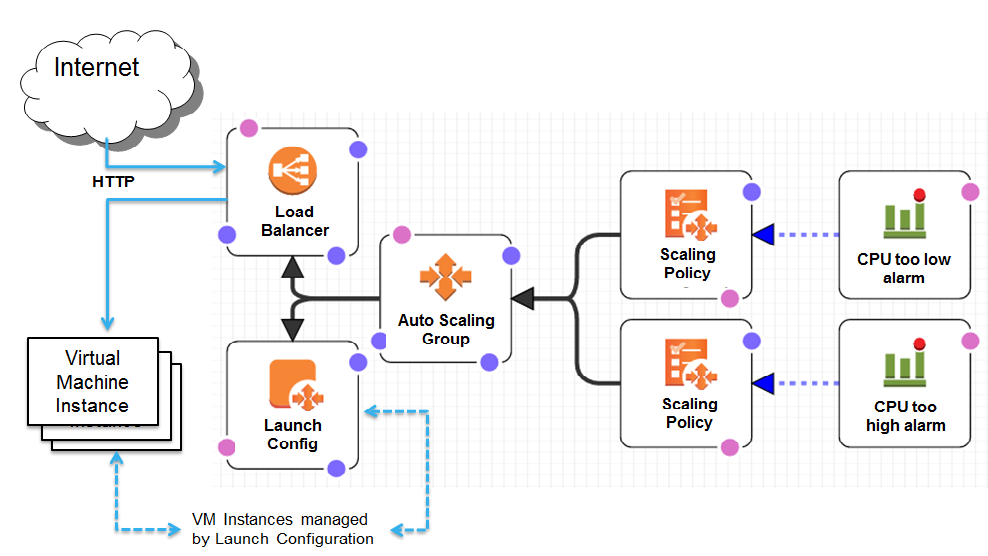 Internet
HTTP
Load
Balancer
Scaling
Policy
CPU too low
alarm
Auto Scaling
Group
Virtual
Machine
Instance
Launch
Config
Scaling
Policy
CPU too
high alarm
VM Instances managed
by Launch Configuration